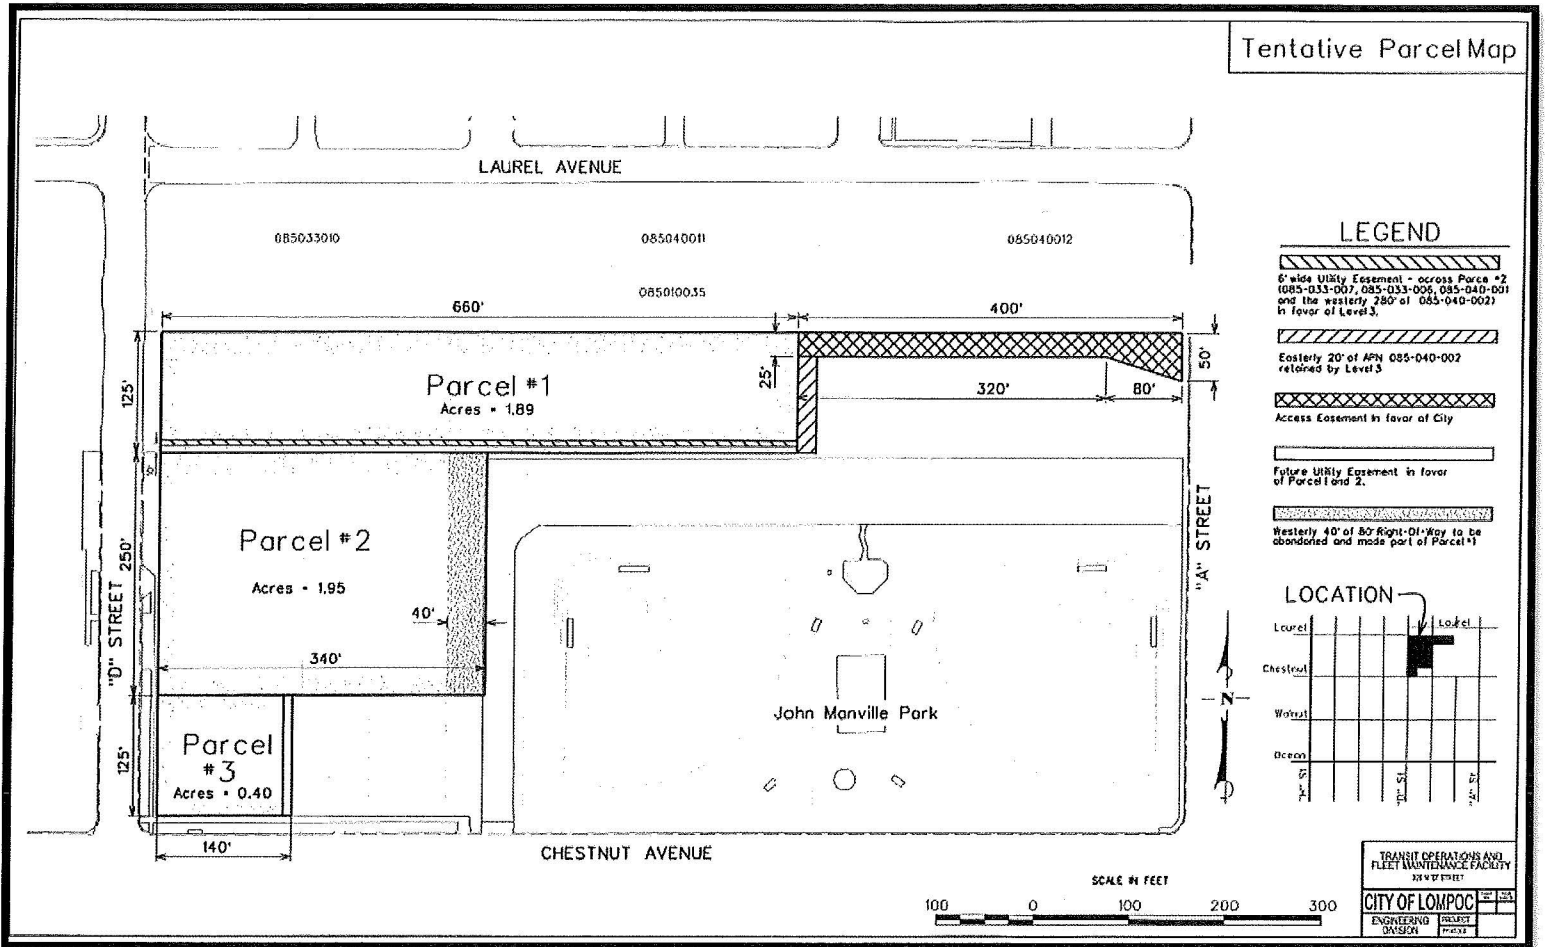 Tentative Parcel Map
LAUREL AVENUE
085033010
085040011
085040012
085010035
660'
400'
125'
Parcel #1
Acres = 1.89
25'
320'
80'
50'
250'
Parcel #2
Acres = 1.95
40'
340'
"D" STREET
"A" STREET
125'
Parcel
#3
Acres = 0.40
140'
John Manville Park
CHESTNUT AVENUE
LEGEND
6' wide Utility Easement - across Parce #2
(085-033-007, 085-033-006, 085-040-001
and the westerly 280' of 085-040-002)
in favor of Level 3.
Easterly 20' of APN 085-040-002
retained by Level 3
Access Easement in favor of City
Future Utility Easement in favor
of Parcel 1 and 2.
Westerly 40' of 80' Right-Of-Way to be
abandoned and made part of Parcel #1
LOCATION
Laurel
Laurel
Chestnut
Walnut
Ocean
"H" St
"D" St
"A" St
N
SCALE IN FEET
100 0 100 200 300
TRANSIT OPERATIONS AND
FLEET MAINTENANCE FACILITY
CITY OF LOMPOC
ENGINEERING
DIVISION
PROJECT